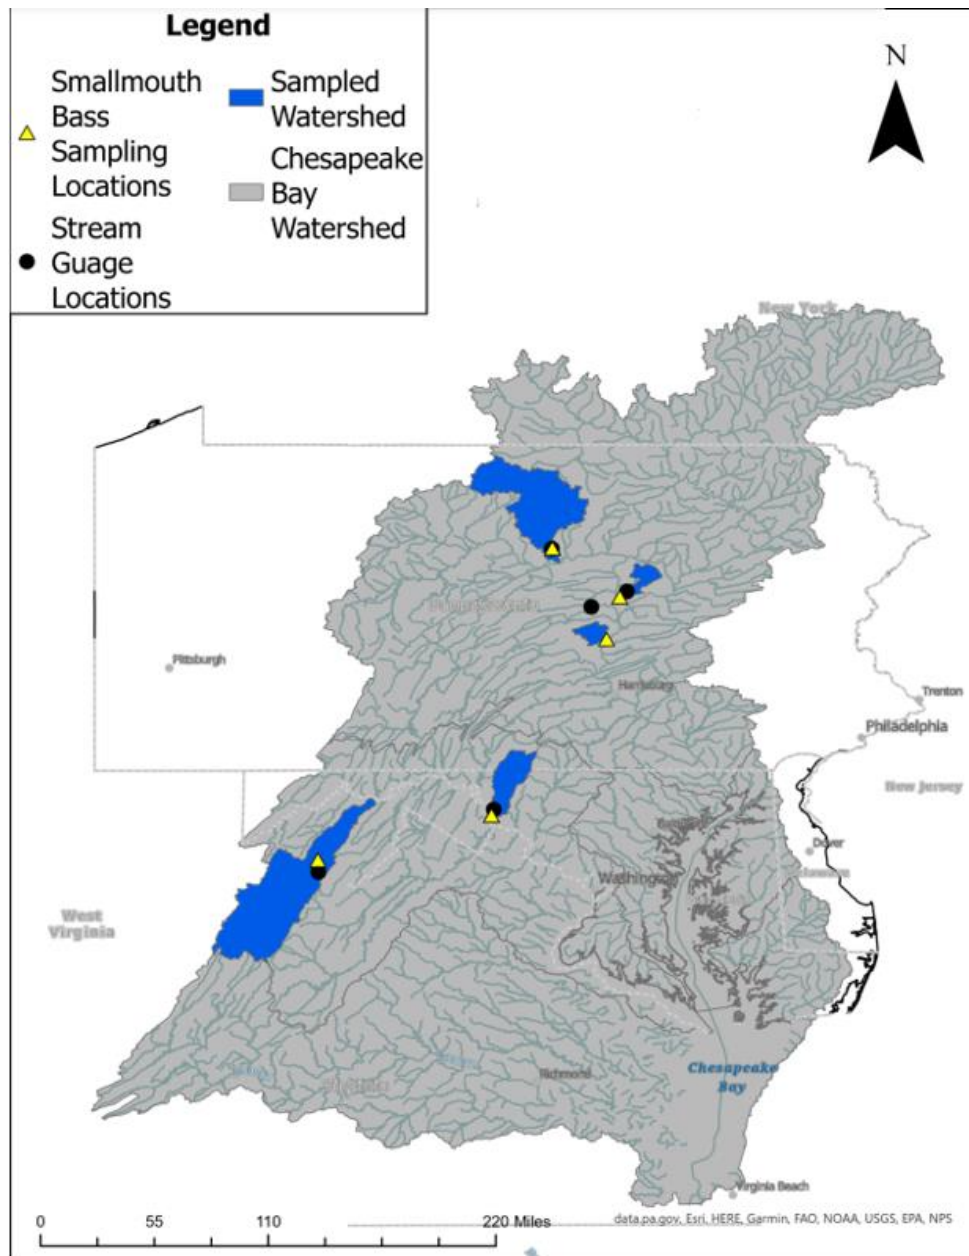 Legend
Smallmouth
Bass
Sampling
Locations
Stream
Guage
Locations
Sampled
Watershed
Chesapeake
Bay
Watershed
N
New York
Pittsburgh
Harrisburg
Trenton
Philadelphia
New Jersey
Dover
Washington
West
Virginia
Richmond
Chesapeake
Bay
Virginia Beach
0 55 110 220 Miles
data.pa.gov, Esri, HERE, Garmin, FAO, NOAA, USGS, EPA, NPS